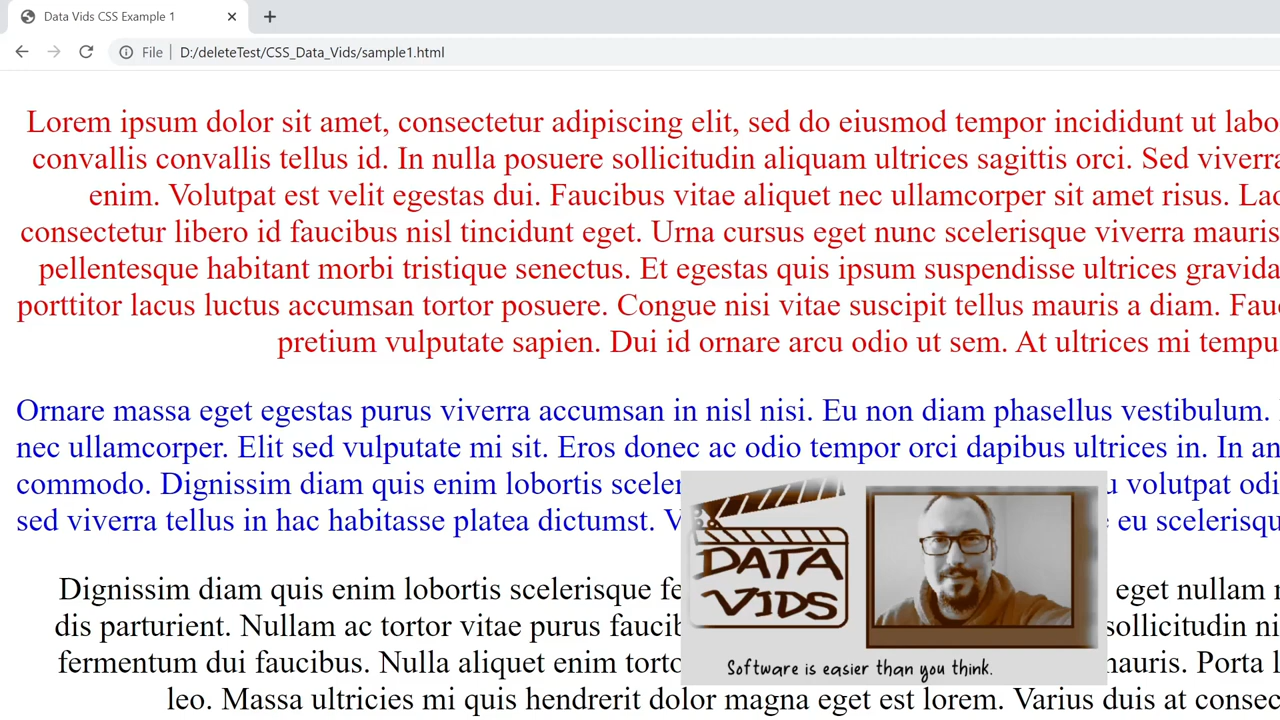 Data Vids CSS Example 1
File D:/deleteTest/CSS_Data_Vids/sample1.html
Lorem ipsum dolor sit amet, consectetur adipiscing elit, sed do eiusmod tempor incididunt ut labo
convallis convallis tellus id. In nulla posuere sollicitudin aliquam ultrices sagittis orci. Sed viverra
enim. Volutpat est velit egestas dui. Faucibus vitae aliquet nec ullamcorper sit amet risus. Lac
consectetur libero id faucibus nisl tincidunt eget. Urna cursus eget nunc scelerisque viverra mauris
pellentesque habitant morbi tristique senectus. Et egestas quis ipsum suspendisse ultrices gravida
porttitor lacus luctus accumsan tortor posuere. Congue nisi vitae suscipit tellus mauris a diam. Fauc
pretium vulputate sapien. Dui id ornare arcu odio ut sem. At ultrices mi tempu
Ornare massa eget egestas purus viverra accumsan in nisl nisi. Eu non diam phasellus vestibulum.
nec ullamcorper. Elit sed vulputate mi sit. Eros donec ac odio tempor orci dapibus ultrices in. In an
commodo. Dignissim diam quis enim lobortis sceler u volutpat odi
sed viverra tellus in hac habitasse platea dictumst. V eu scelerisqu
Dignissim diam quis enim lobortis scelerisque fe eget nullam
dis parturient. Nullam ac tortor vitae purus faucib sollicitudin ni
fermentum dui faucibus. Nulla aliquet enim torto mauris. Porta l
leo. Massa ultricies mi quis hendrerit dolor magna eget est lorem. Varius duis at consec
DATA
VIDS
Software is easier than you think.